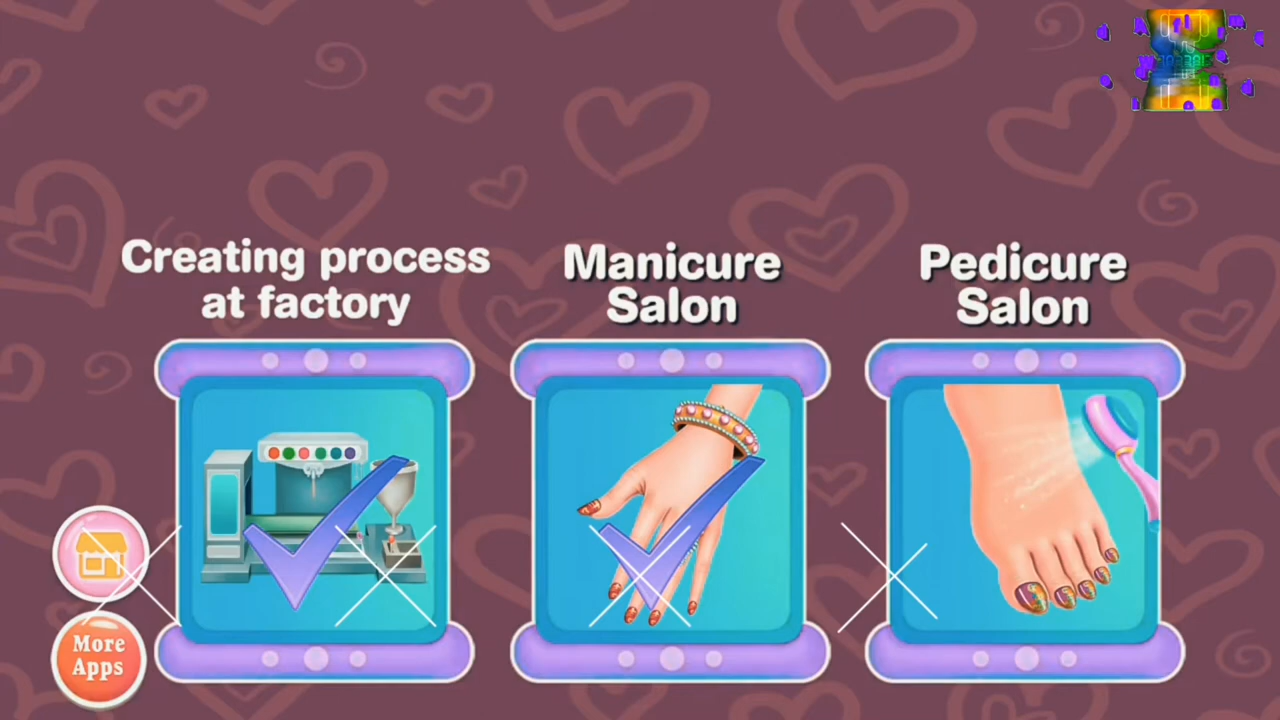 Creating process
at factory
Manicure
Salon
Pedicure
Salon
More
Apps